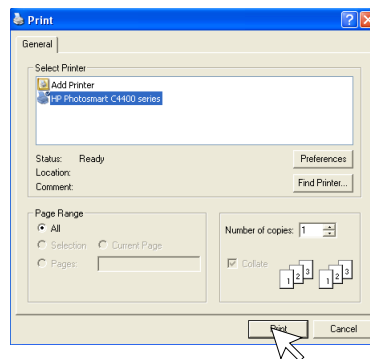 Print
General
Select Printer
Add Printer
HP Photosmart C4400 series
Status: Ready
Preferences
Location:
Comment:
Find Printer...
Page Range
All
Selection Current Page
Pages:
Number of copies: 1
Collate
1 2 3 1 2 3
Print Cancel